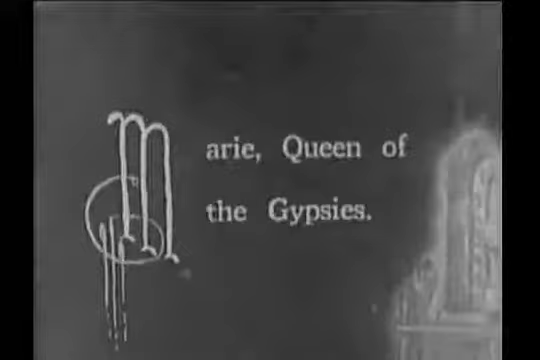 Marie, Queen of
the Gypsies.